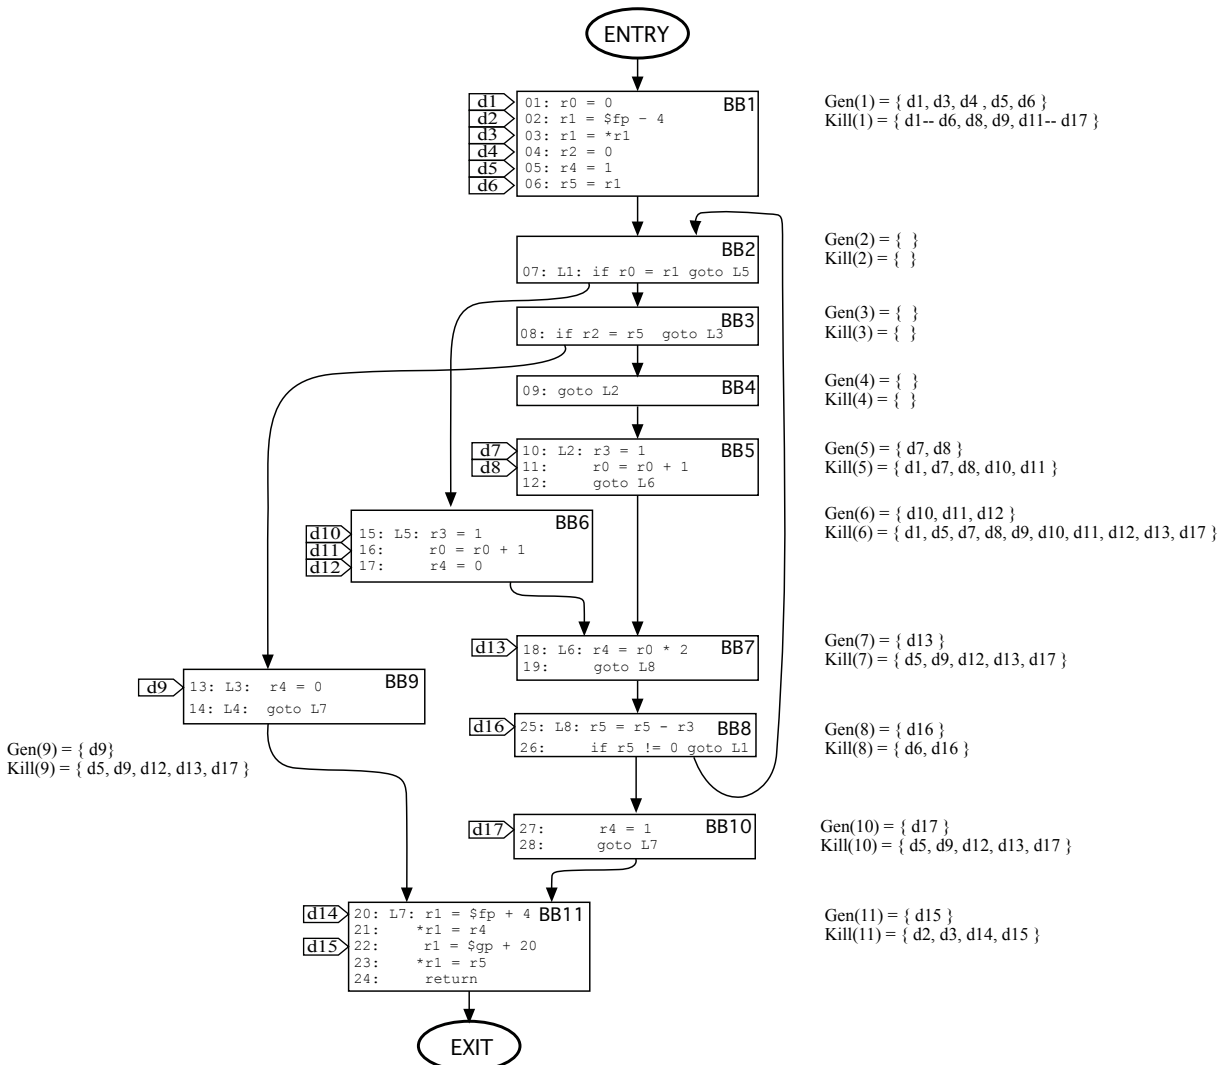 ENTRY
d1
d2
d3
d4
d5
d6
01: r0 = 0
02: r1 = $fp - 4
03: r1 = *r1
04: r2 = 0
05: r4 = 1
06: r5 = r1
BB1
Gen(1) = { d1, d3, d4 , d5, d6 }
Kill(1) = { d1-- d6, d8, d9, d11-- d17 }
BB2
07: L1: if r0 = r1 goto L5
Gen(2) = { }
Kill(2) = { }
BB3
08: if r2 = r5 goto L3
Gen(3) = { }
Kill(3) = { }
09: goto L2
BB4
Gen(4) = { }
Kill(4) = { }
d7
d8
10: L2: r3 = 1
11: r0 = r0 + 1
12: goto L6
BB5
Gen(5) = { d7, d8 }
Kill(5) = { d1, d7, d8, d10, d11 }
d10
d11
d12
15: L5: r3 = 1
16: r0 = r0 + 1
17: r4 = 0
BB6
Gen(6) = { d10, d11, d12 }
Kill(6) = { d1, d5, d7, d8, d9, d10, d11, d12, d13, d17 }
d13
18: L6: r4 = r0 * 2
19: goto L8
BB7
Gen(7) = { d13 }
Kill(7) = { d5, d9, d12, d13, d17 }
d9
13: L3: r4 = 0
14: L4: goto L7
BB9
Gen(9) = { d9}
Kill(9) = { d5, d9, d12, d13, d17 }
d16
25: L8: r5 = r5 - r3
26: if r5 != 0 goto L1
BB8
Gen(8) = { d16 }
Kill(8) = { d6, d16 }
d17
27: r4 = 1
28: goto L7
BB10
Gen(10) = { d17 }
Kill(10) = { d5, d9, d12, d13, d17 }
d14
d15
20: L7: r1 = $fp + 4
21: *r1 = r4
22: r1 = $gp + 20
23: *r1 = r5
24: return
BB11
Gen(11) = { d15 }
Kill(11) = { d2, d3, d14, d15 }
EXIT